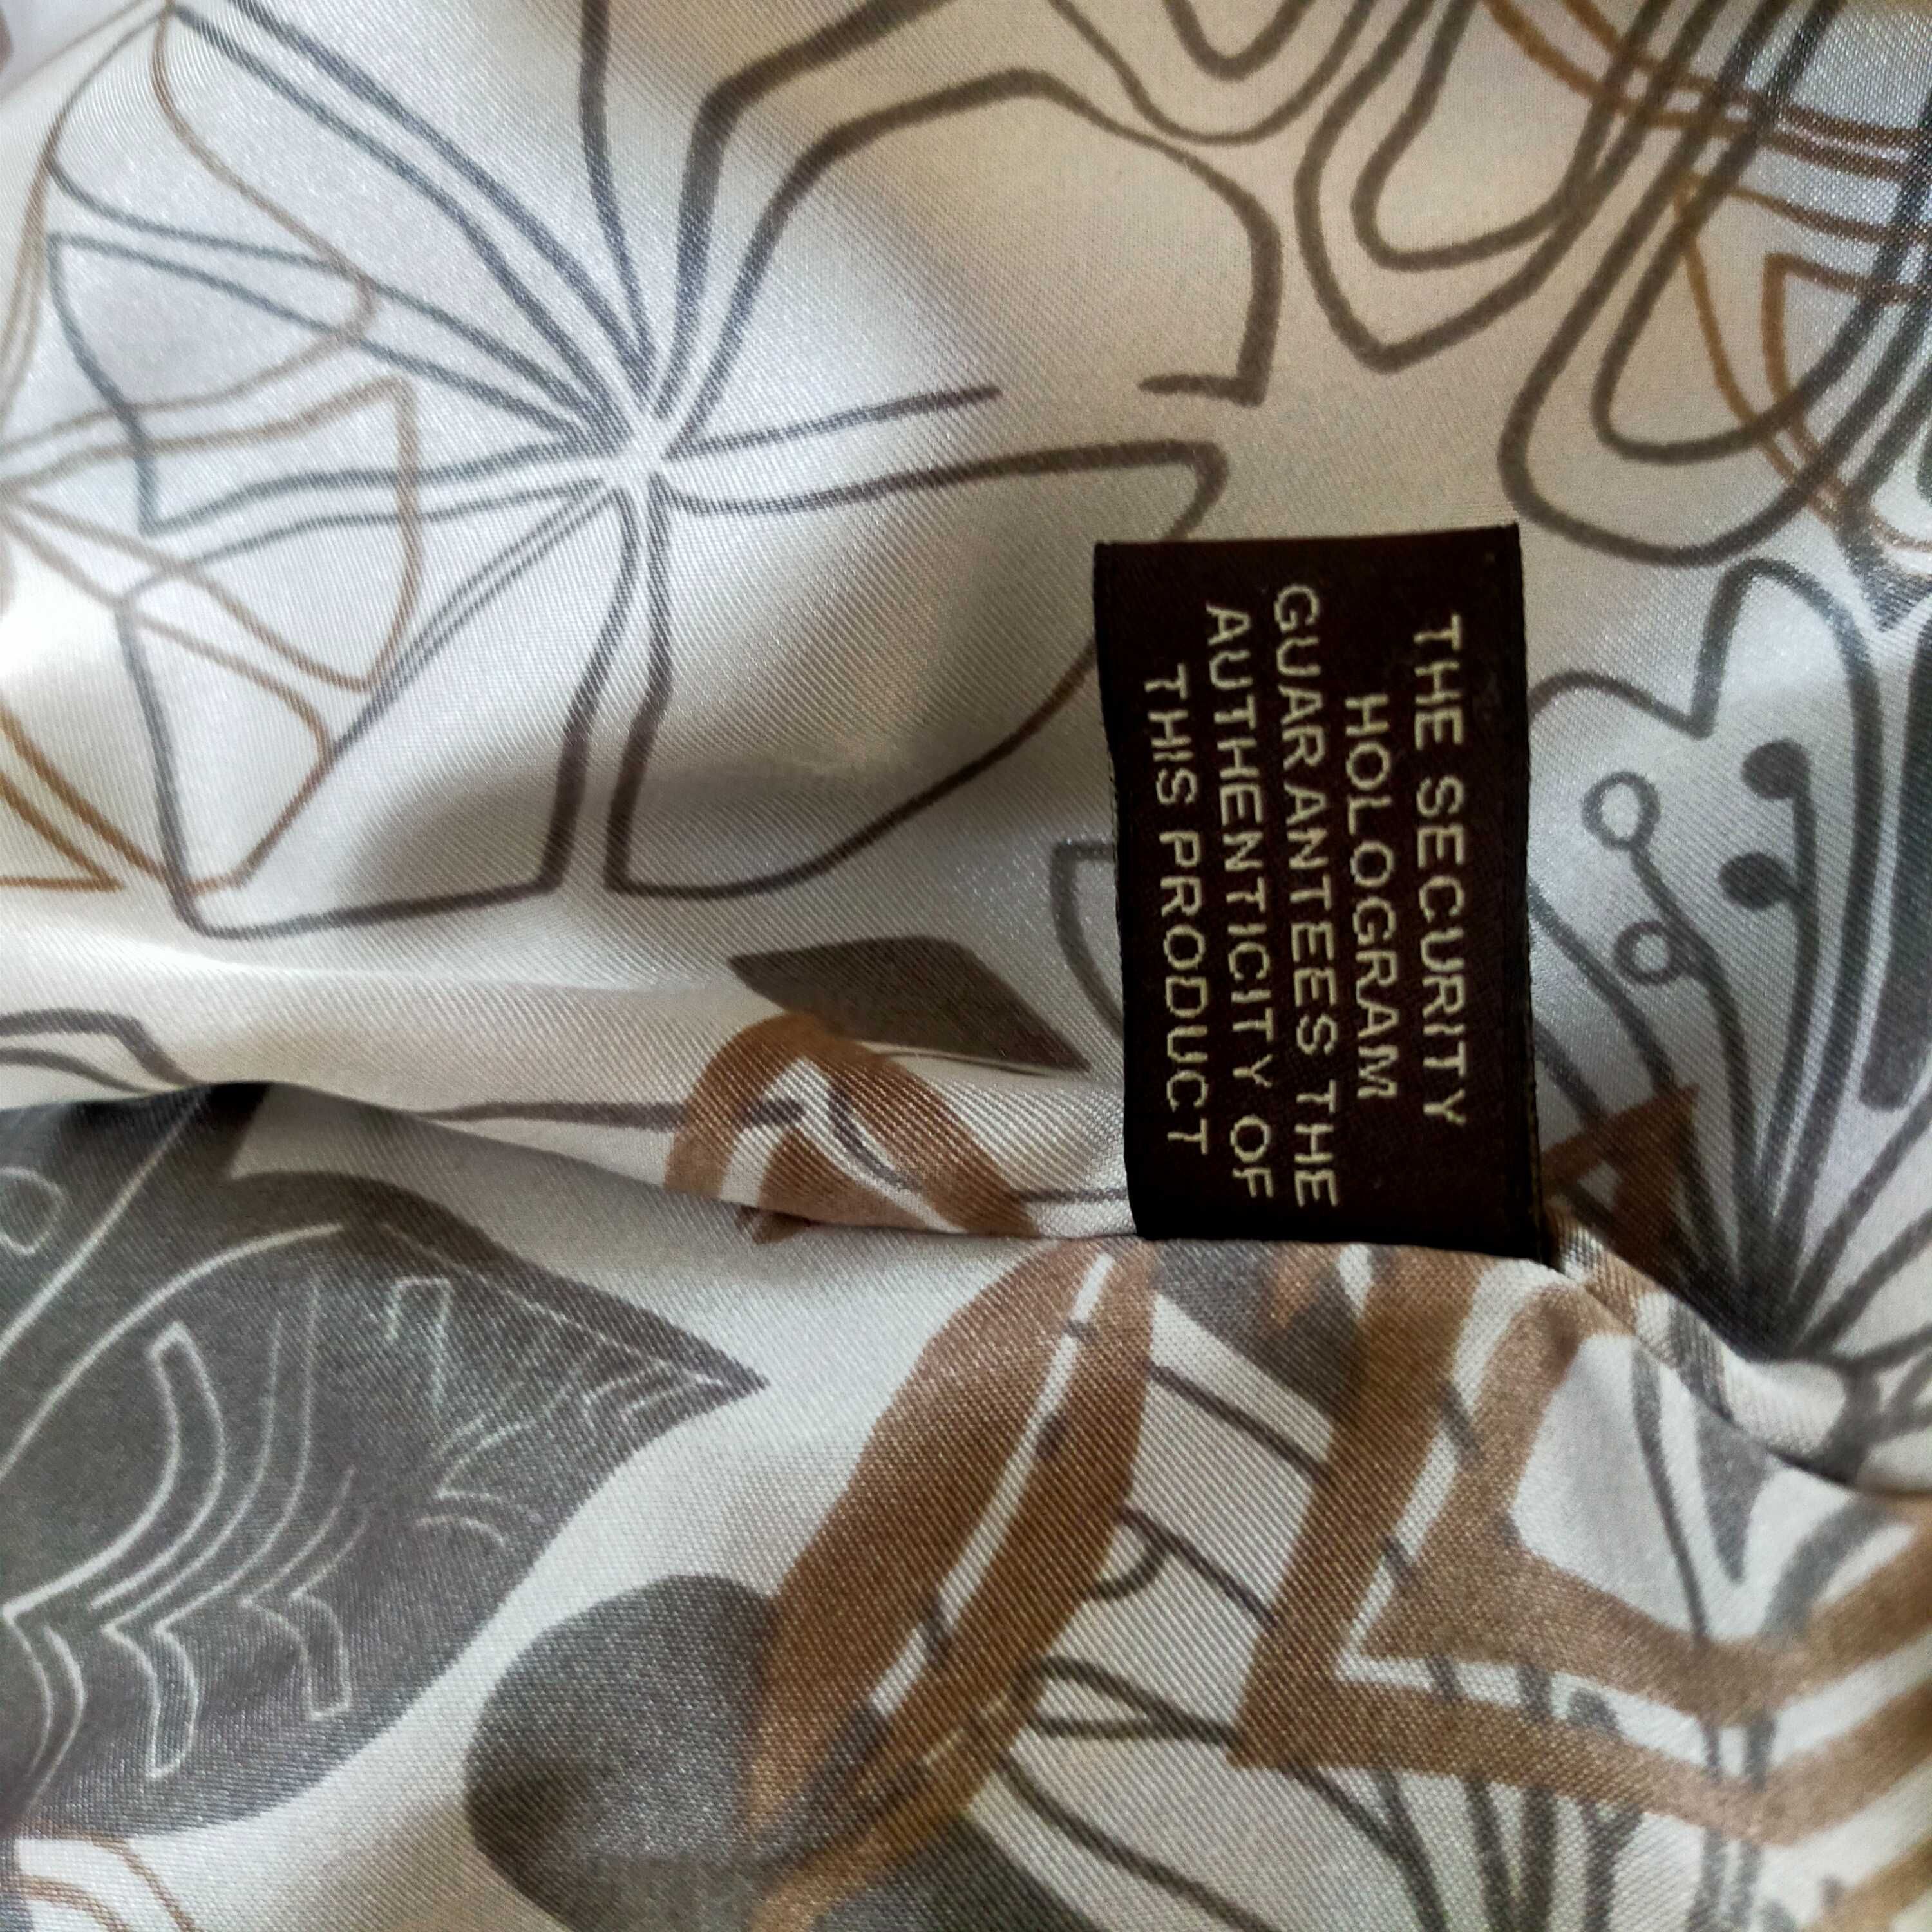 THE SECURITY
HOLOGRAM
GUARANTEES THE
AUTHENTICITY OF
THIS PRODUCT